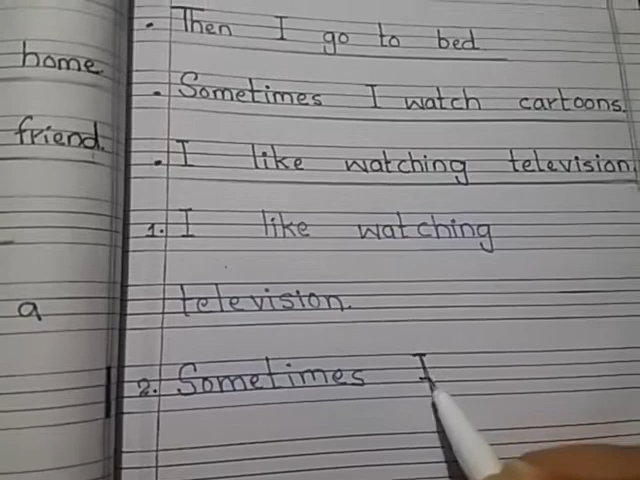 home.
friend.
a
. Then I go to bed
. Sometimes I watch cartoons.
. I like watching television
1. I like watching
television.
2. Sometimes I